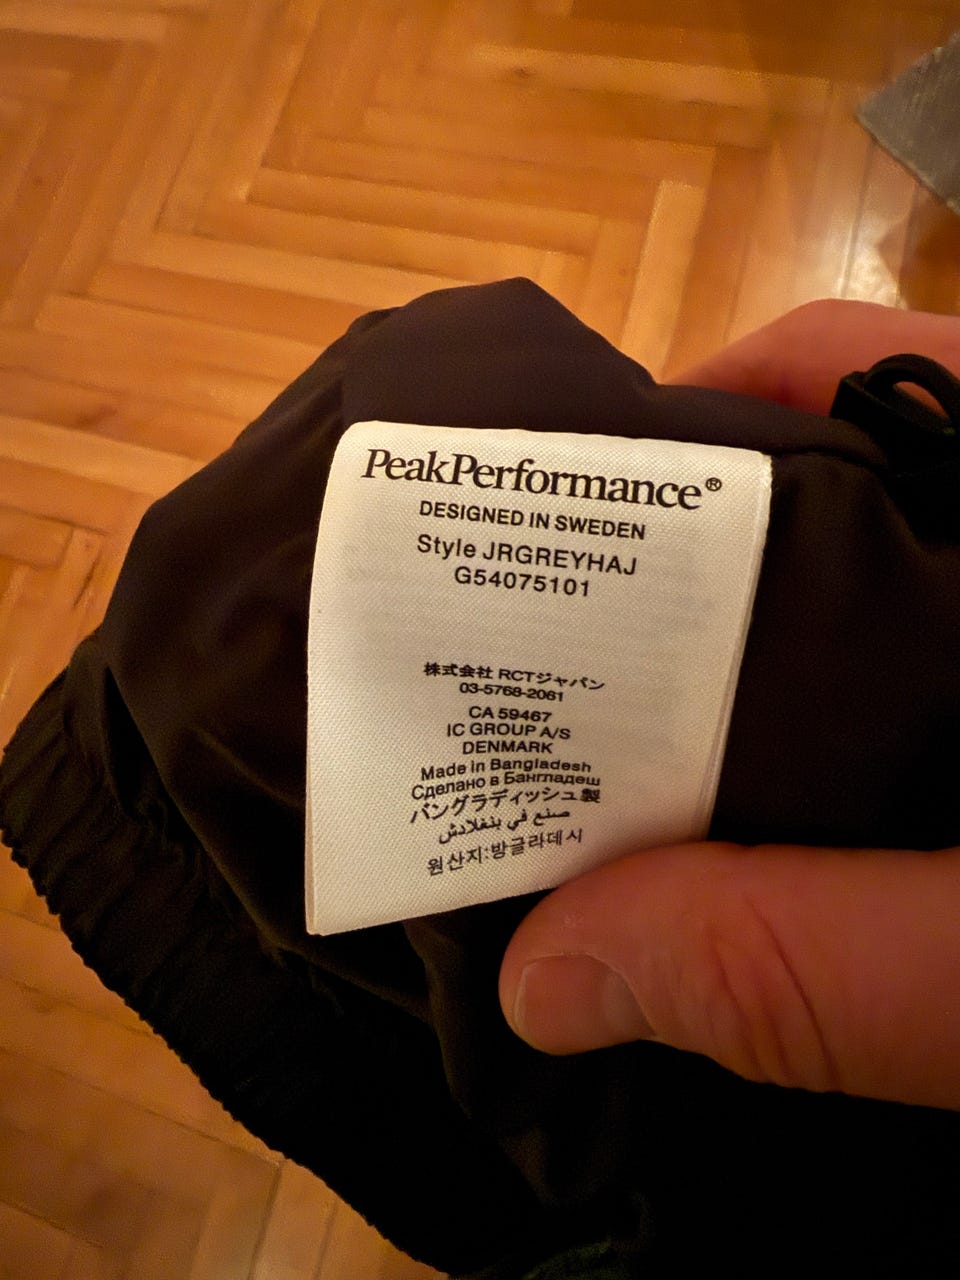 PeakPerformance®
DESIGNED IN SWEDEN
Style JRGREYHAJ
G54075101
株式会社 RCTジャパン
03-5768-2061
CA 59467
IC GROUP A/S
DENMARK
Made in Bangladesh
Сделано в Бангладеш
バングラディッシュ製
صنع في بنغلادش
원산지:방글라데시